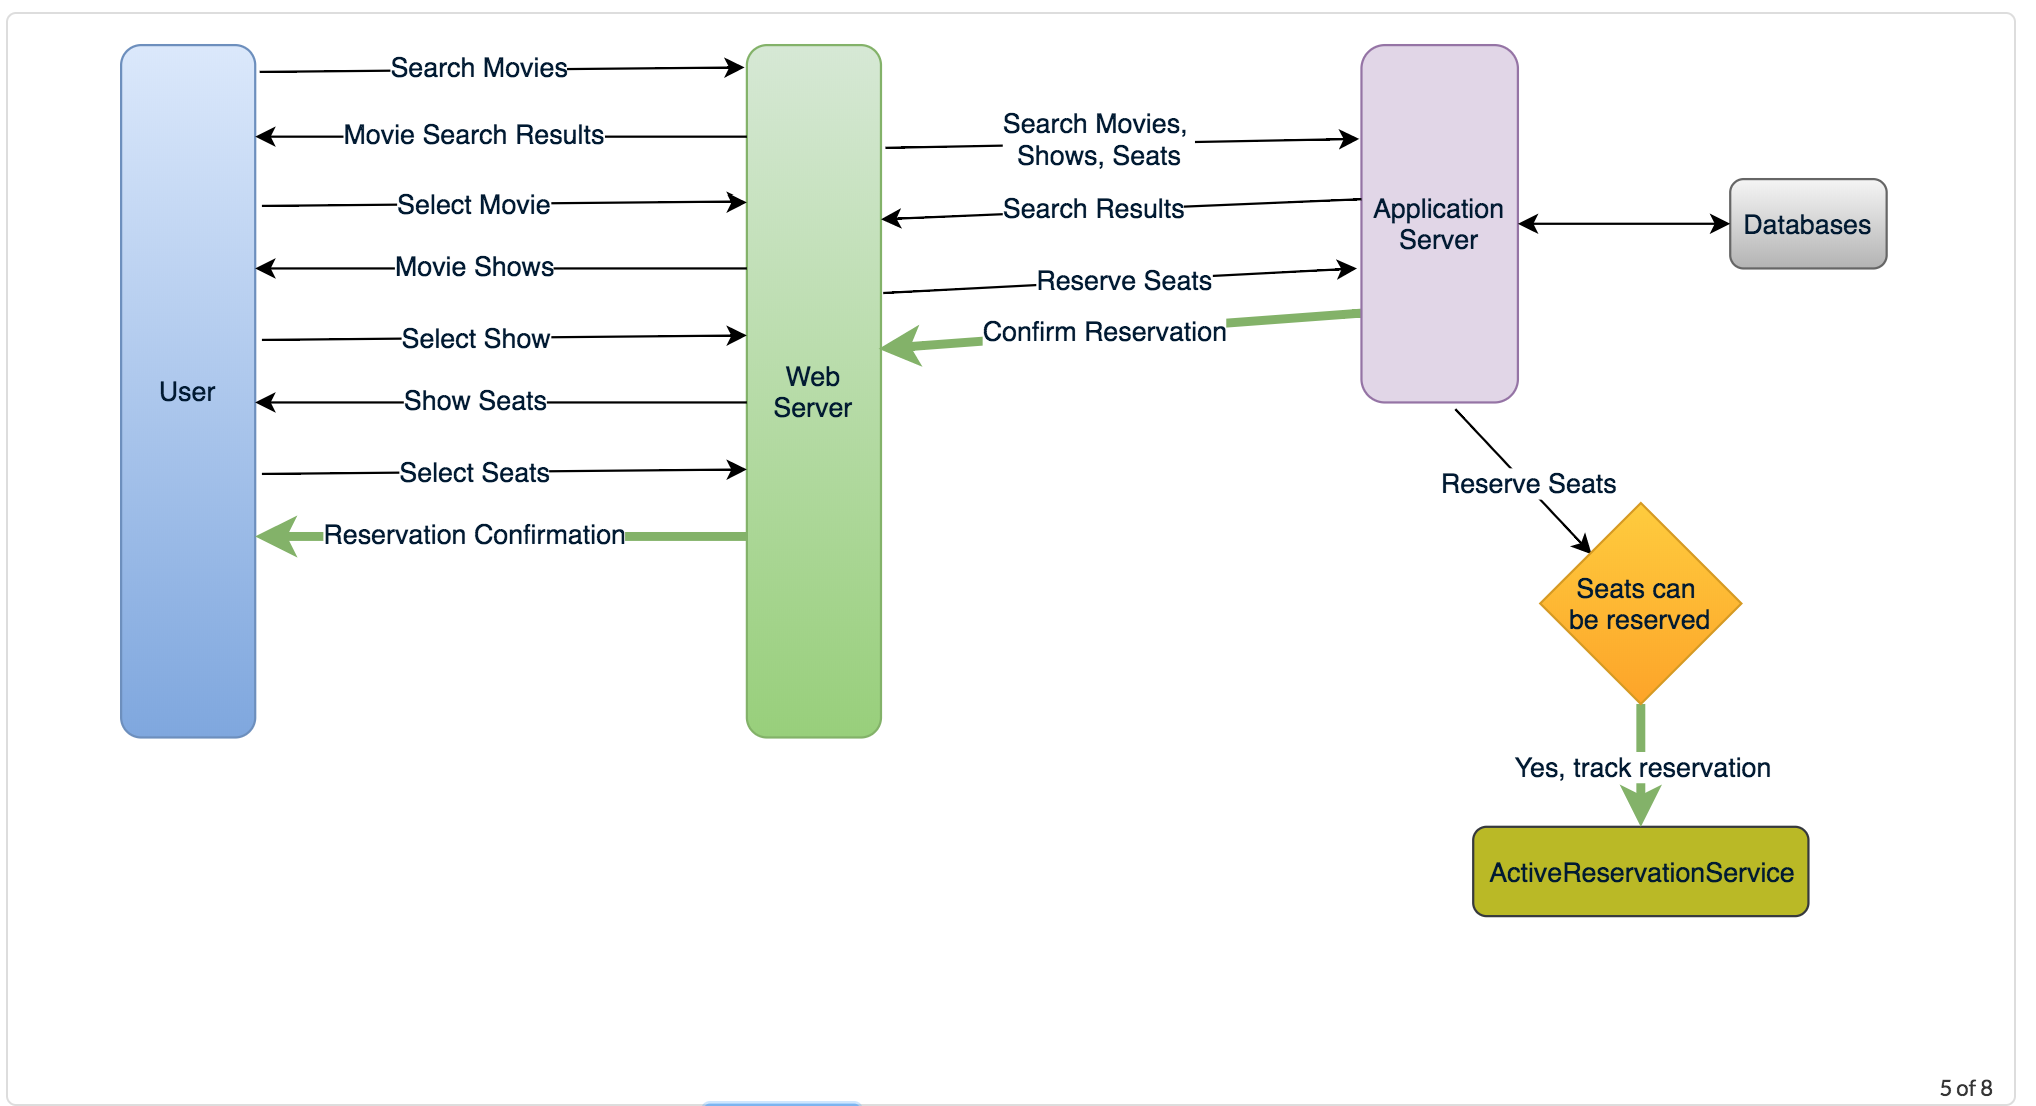 Search Movies
Movie Search Results
Select Movie
Movie Shows
Select Show
Show Seats
Select Seats
Reservation Confirmation
User
Web
Server
Search Movies,
Shows, Seats
Search Results
Reserve Seats
Confirm Reservation
Application
Server
Databases
Reserve Seats
Seats can
be reserved
Yes, track reservation
ActiveReservationService
5 of 8